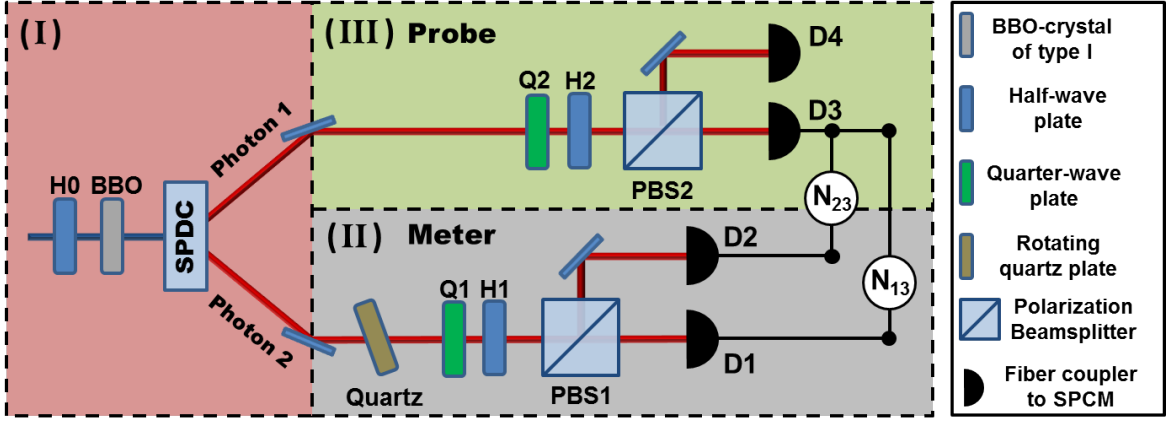 (I)
H0 BBO
SPDC
Photon 1
Photon 2
(III) Probe
Q2 H2
PBS2
D4
D3
N23
N13
(II) Meter
Quartz
Q1 H1
PBS1
D2
D1
BBO-crystal
of type I
Half-wave
plate
Quarter-wave
plate
Rotating
quartz plate
Polarization
Beamsplitter
Fiber coupler
to SPCM